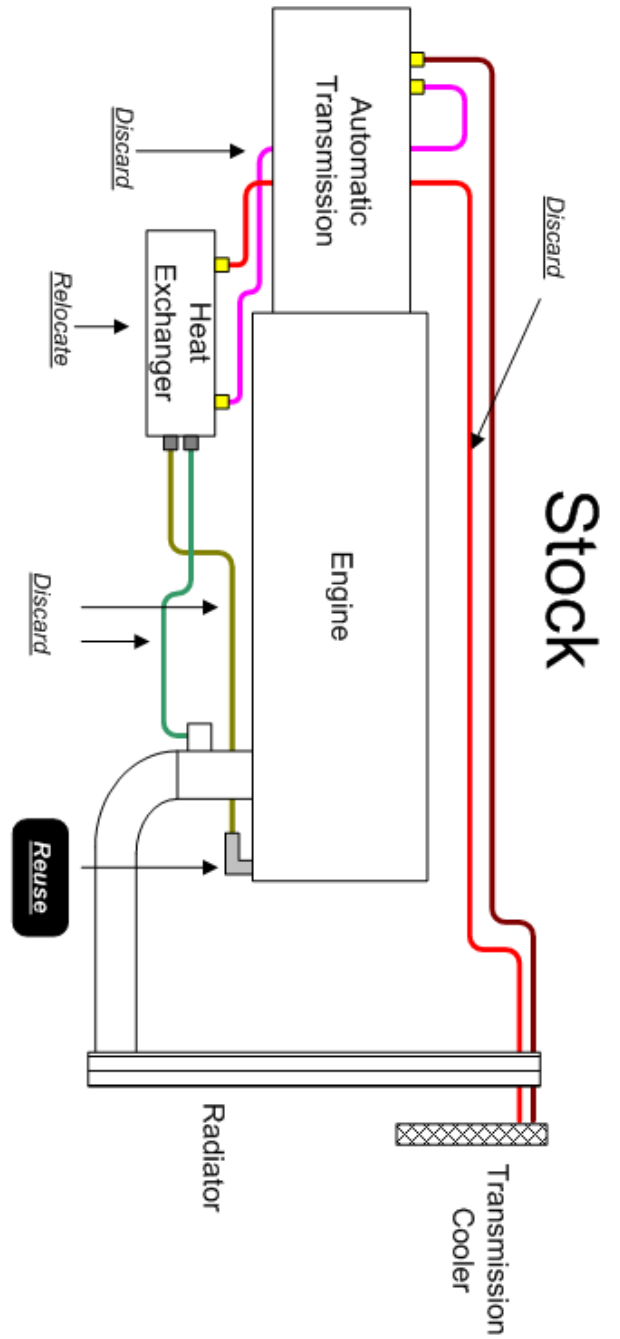 Stock
Discard
Automatic
Transmission
Engine
Transmission
Cooler
Radiator
Discard
Heat
Exchanger
Relocate
Discard
Reuse